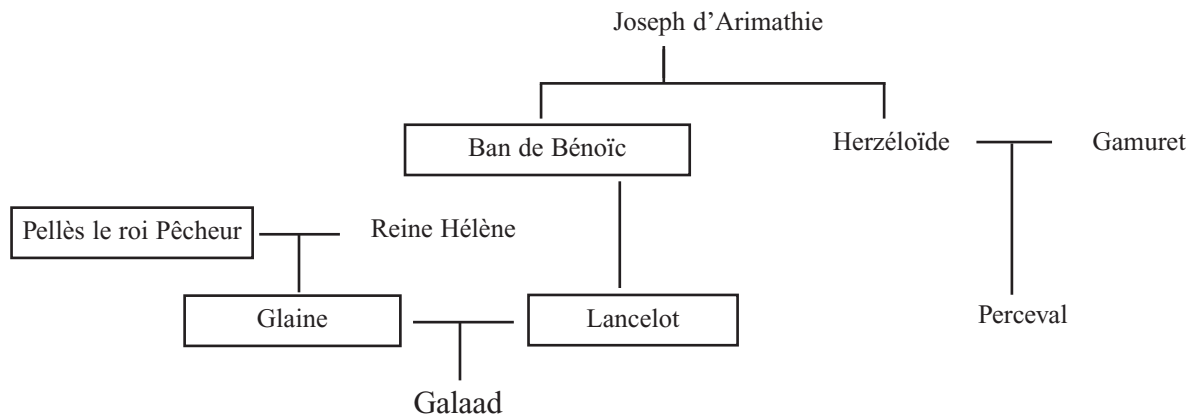 Joseph d’Arimathie
Ban de Bénoïc
Herzéloïde
Gamuret
Pellès le roi Pêcheur
Reine Hélène
Glaine
Lancelot
Perceval
Galaad